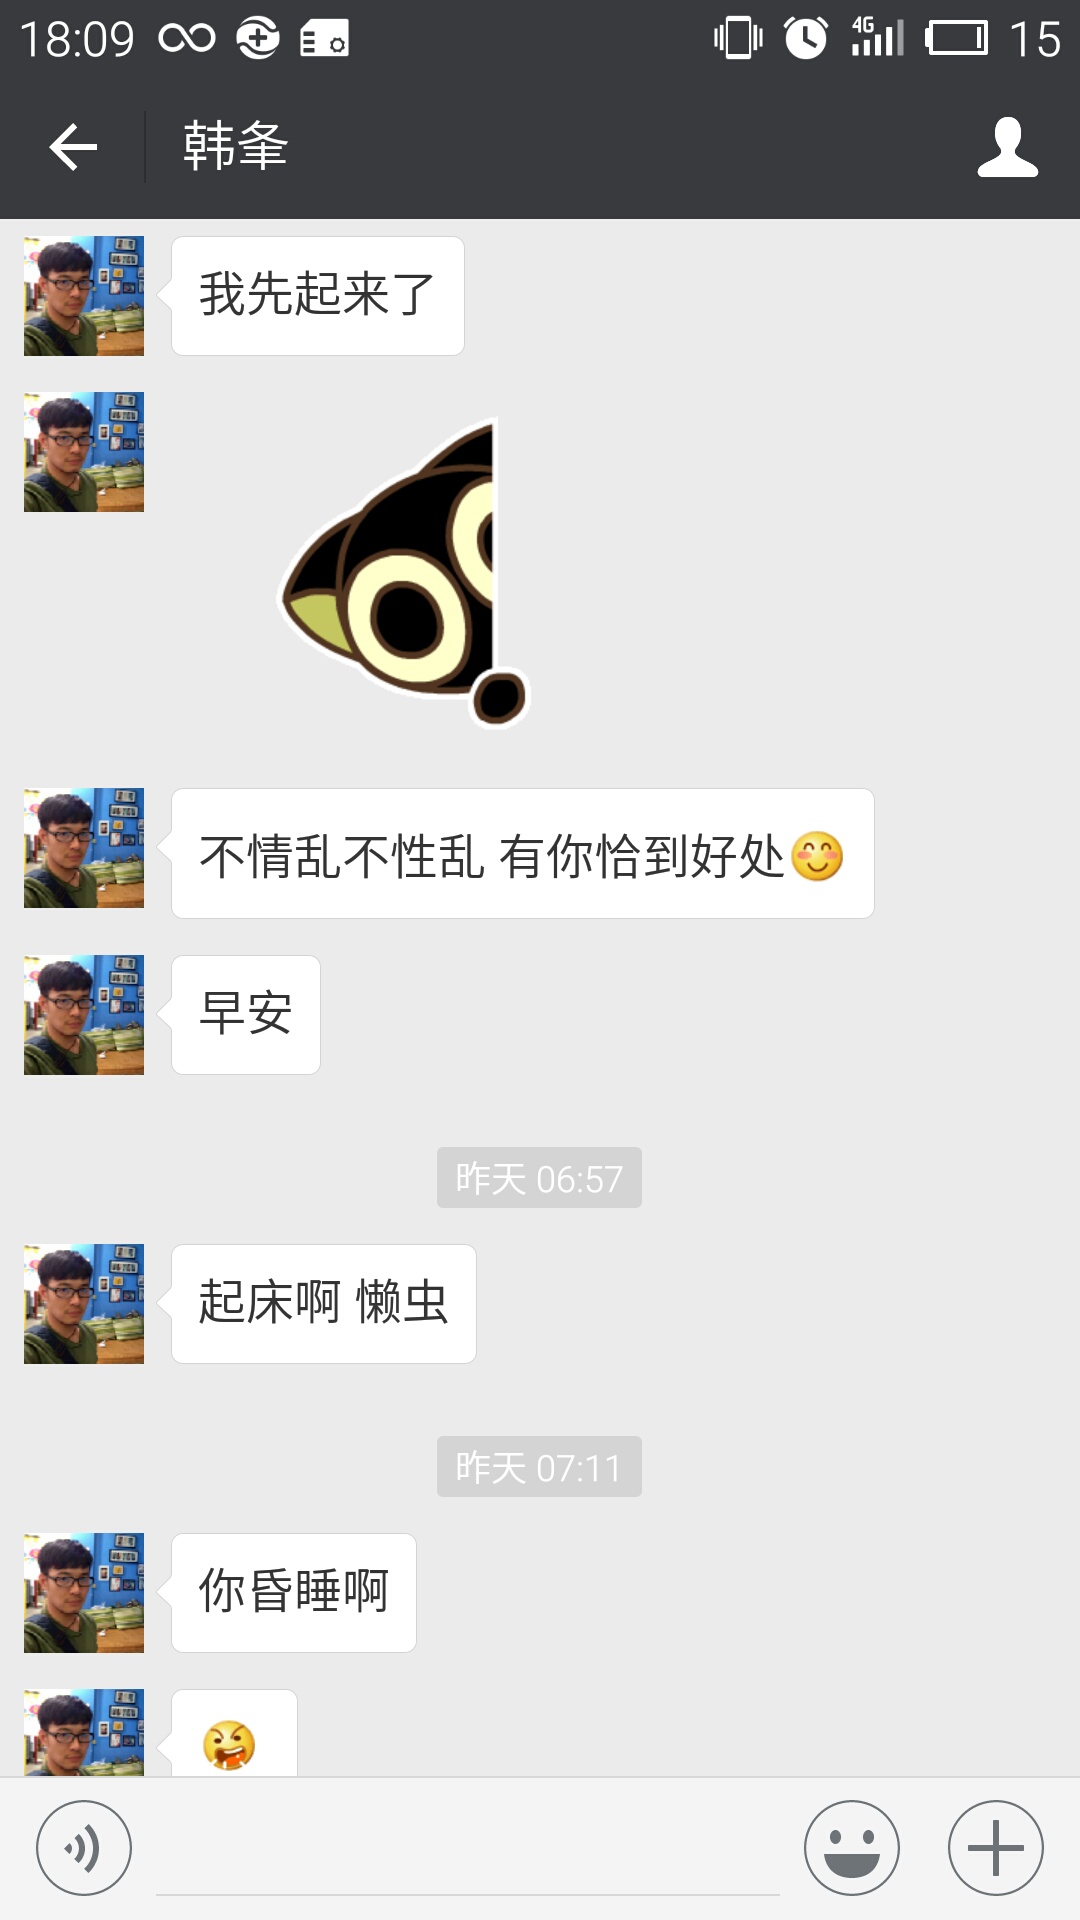 18:09
4G
15
韩夆
我先起来了
不情乱不性乱 有你恰到好处😊
早安
昨天 06:57
起床啊 懒虫
昨天 07:11
你昏睡啊